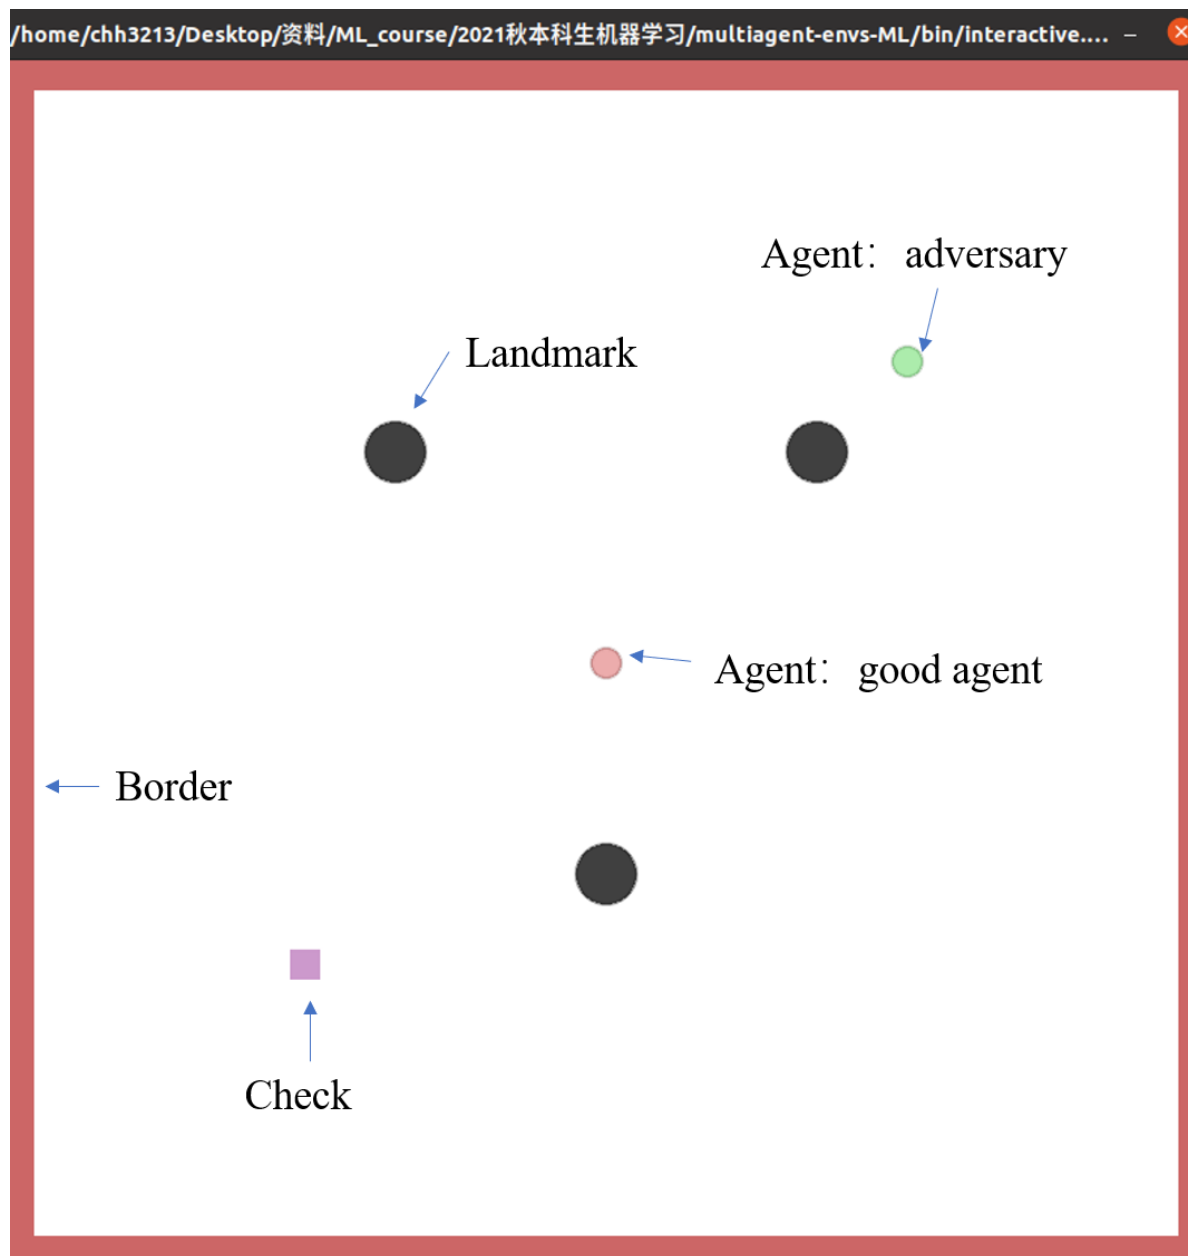 /home/chh3213/Desktop/资料/ML_course/2021秋本科生机器学习/multiagent-envs-ML/bin/interactive....
Agent： adversary
Landmark
Agent： good agent
Border
Check